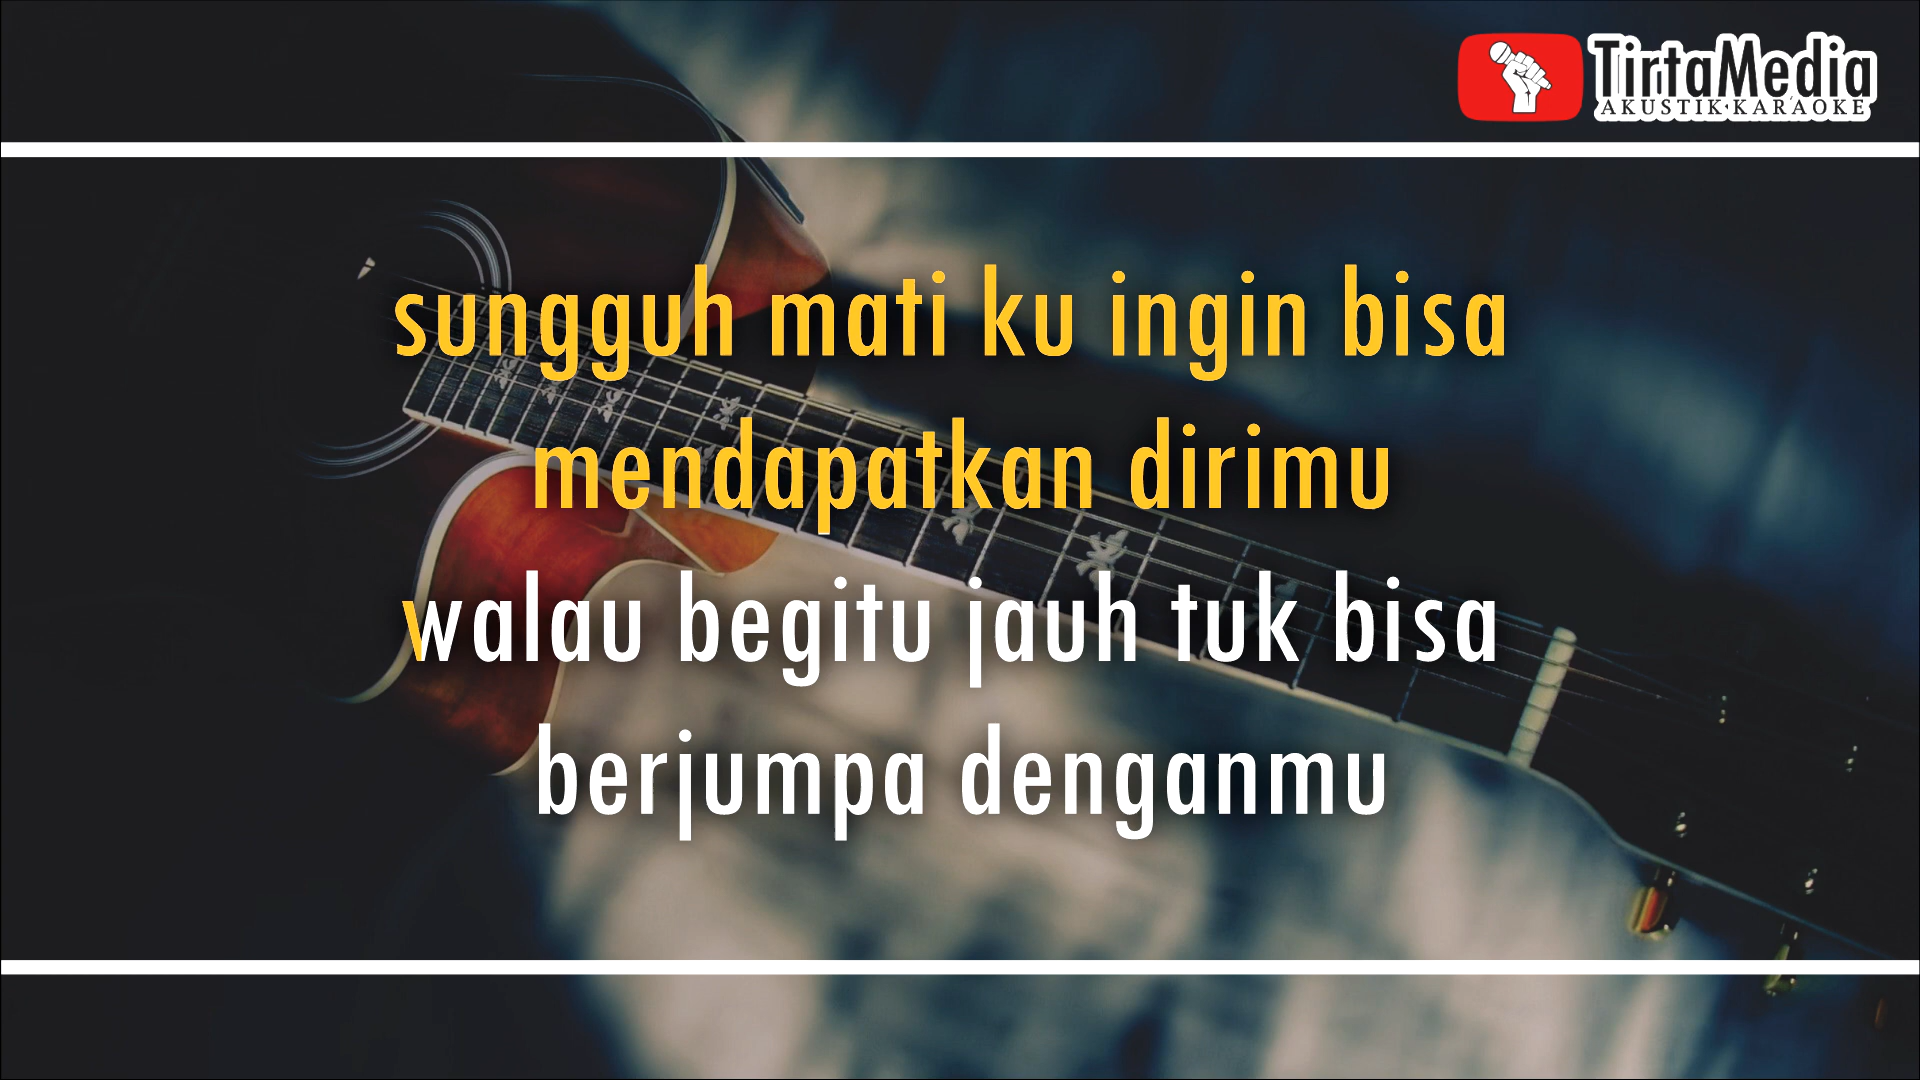 TirtaMedia
AKUSTIK KARAOKE
sungguh mati ku ingin bisa
mendapatkan dirimu
walau begitu jauh tuk bisa
berjumpa denganmu